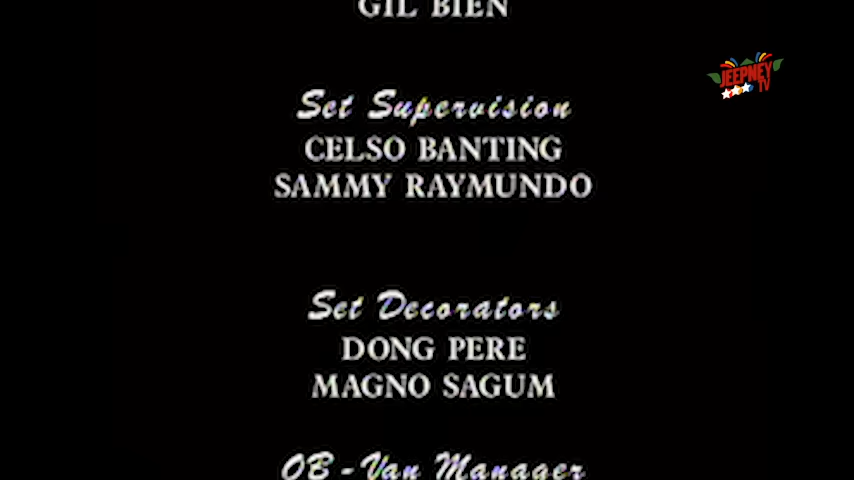 GIL BIEN
JEEPNEY
TV
Set Supervision
CELSO BANTING
SAMMY RAYMUNDO
Set Decorators
DONG PERE
MAGNO SAGUM
OB-Van Manager